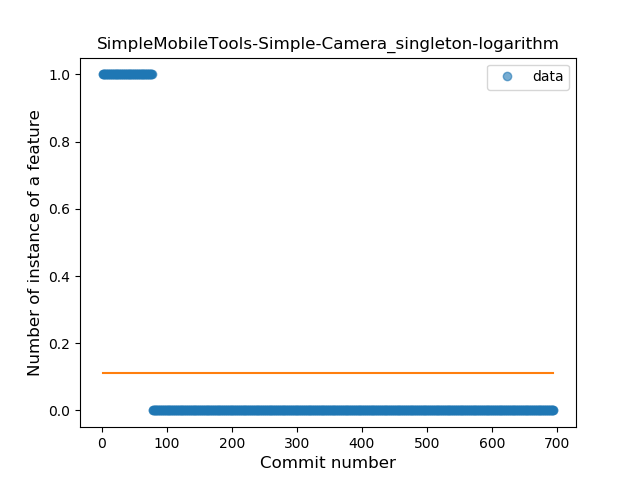 SimpleMobileTools-Simple-Camera_singleton-logarithm
data
Number of instance of a feature
1.0
0.8
0.6
0.4
0.2
0.0
0 100 200 300 400 500 600 700
Commit number